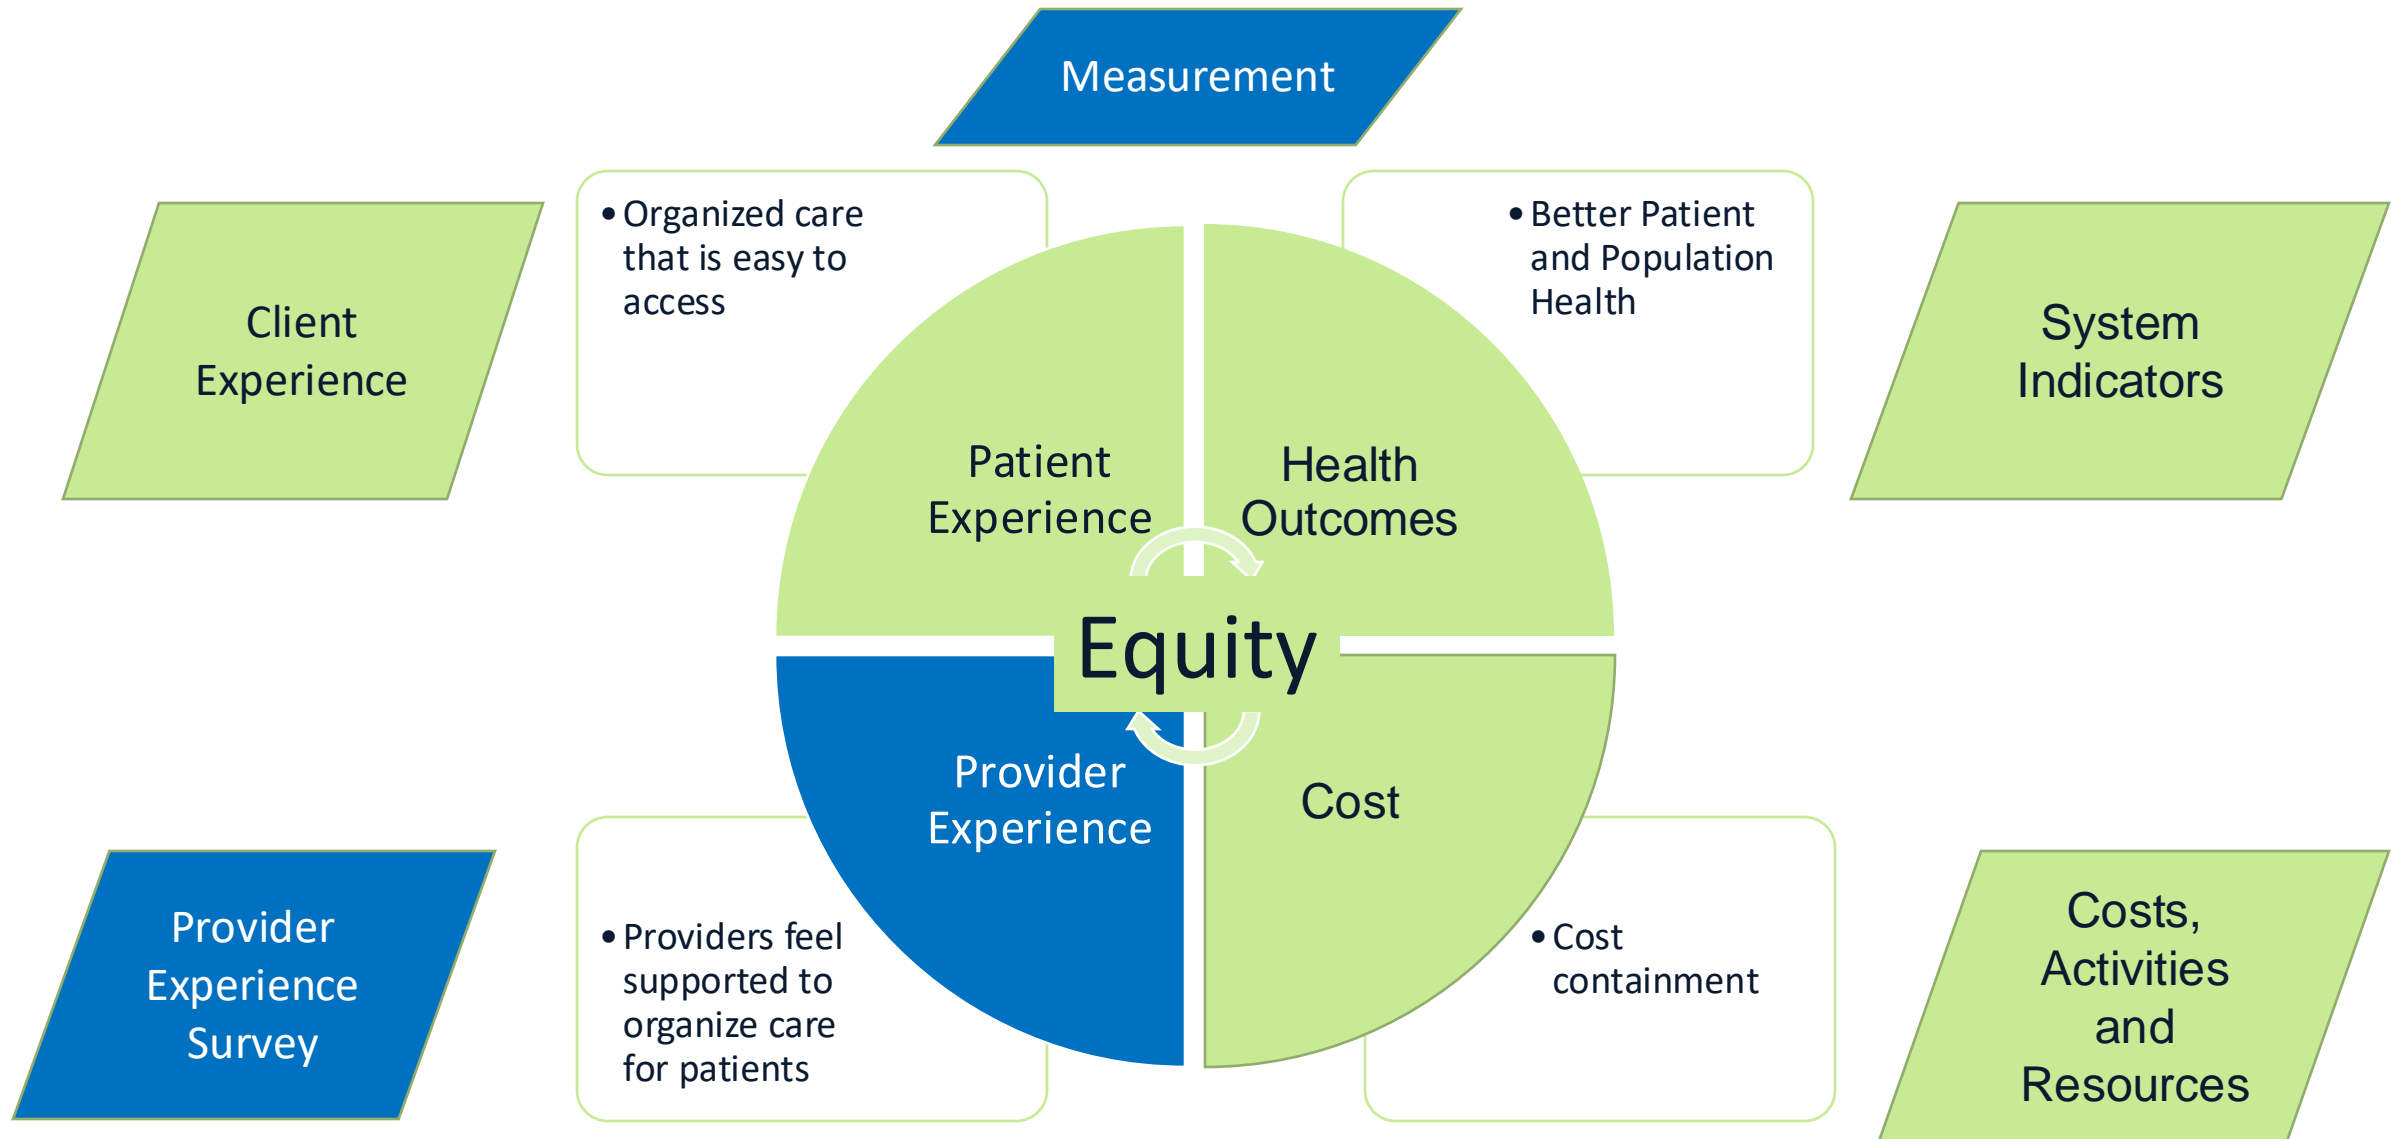 Measurement
Client
Experience
• Organized care
that is easy to
access
• Better Patient
and Population
Health
System
Indicators
Patient
Experience
Health
Outcomes
Equity
Provider
Experience
Cost
Provider
Experience
Survey
• Providers feel
supported to
organize care
for patients
• Cost
containment
Costs,
Activities
and
Resources